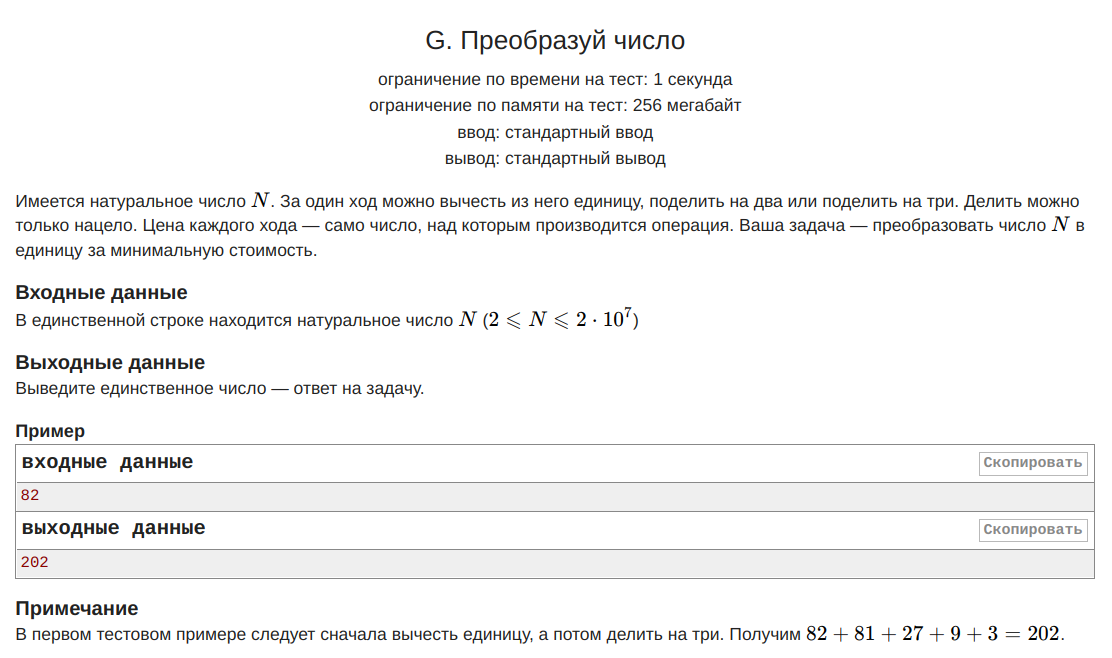 G. Преобразуй число
ограничение по времени на тест: 1 секунда
ограничение по памяти на тест: 256 мегабайт
ввод: стандартный ввод
вывод: стандартный вывод
Имеется натуральное число N. За один ход можно вычесть из него единицу, поделить на два или поделить на три. Делить можно
только нацело. Цена каждого хода — само число, над которым производится операция. Ваша задача — преобразовать число N в
единицу за минимальную стоимость.
Входные данные
В единственной строке находится натуральное число N (2 ⩽ N ⩽ 2 · 10⁷)
Выходные данные
Выведите единственное число — ответ на задачу.
Пример
входные данные
Скопировать
82
выходные данные
Скопировать
202
Примечание
В первом тестовом примере следует сначала вычесть единицу, а потом делить на три. Получим 82 + 81 + 27 + 9 + 3 = 202.